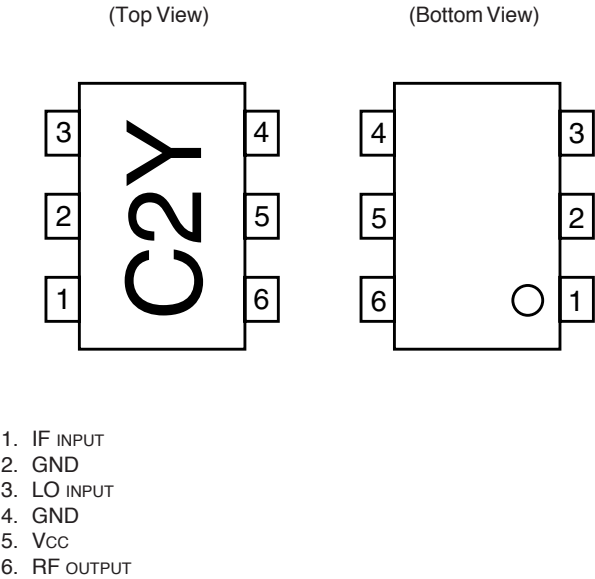 (Top View) (Bottom View)
3 4 4 3
C2Y
2 5 5 2
1 6 6 1
1. IF INPUT
2. GND
3. LO INPUT
4. GND
5. VCC
6. RF OUTPUT